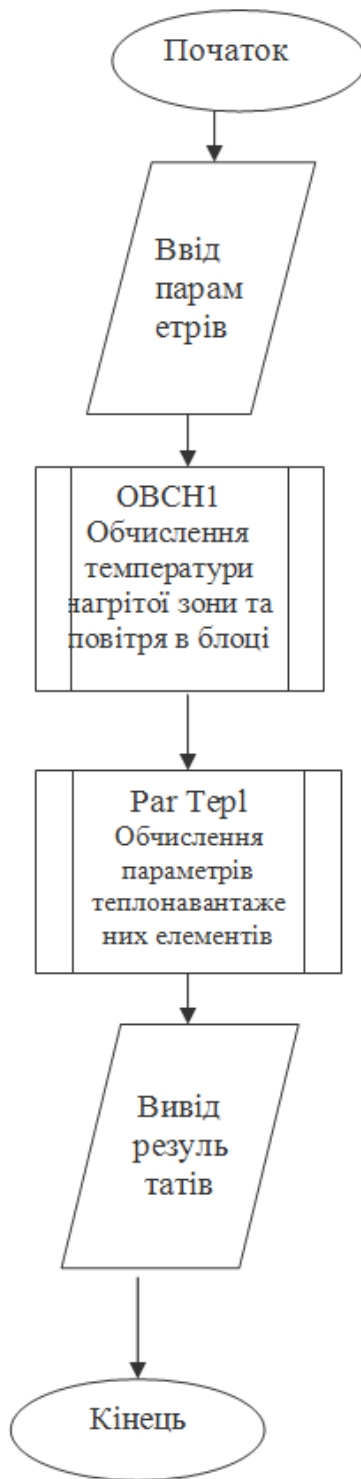 Початок
Ввід
парам
етрів
OBCH1
Обчислення
температури
нагрітої зони та
повітря в блоці
Par Tepl
Обчислення
параметрів
теплонавантаже
них елементів
Вивід
резуль
татів
Кінець